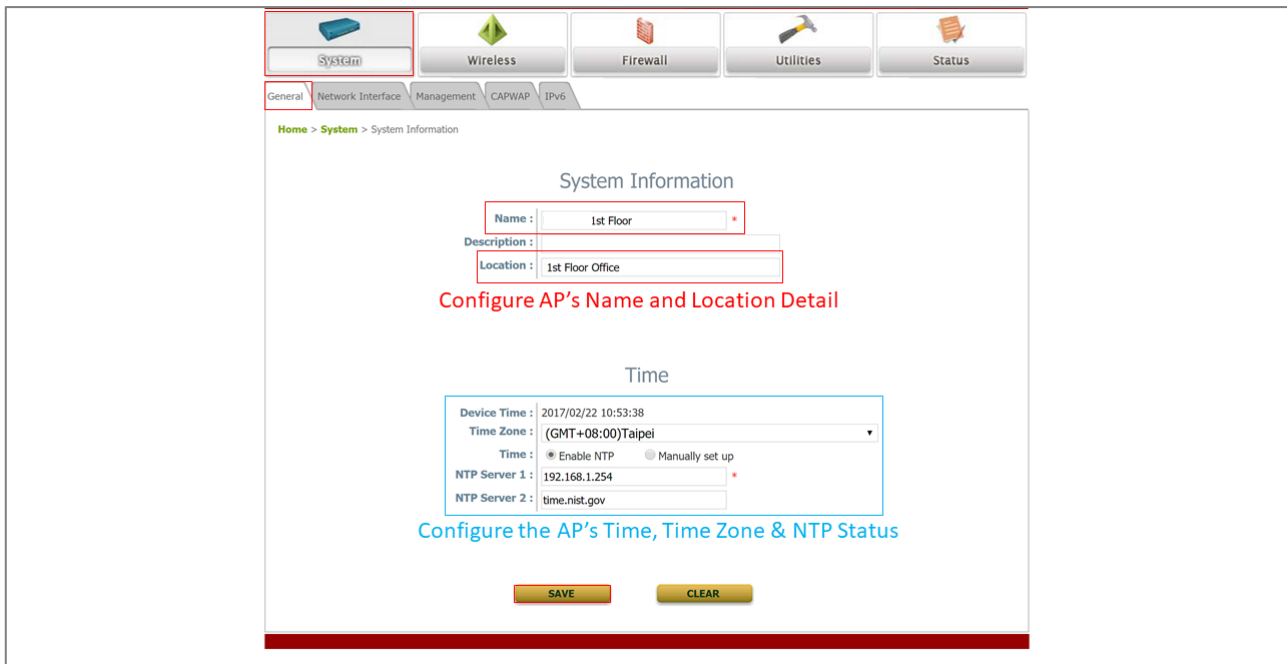 System Wireless Firewall Utilities Status
General Network Interface Management CAPWAP IPv6
Home > System > System Information
System Information
Name : 1st Floor *
Description :
Location : 1st Floor Office
Configure AP's Name and Location Detail
Time
Device Time : 2017/02/22 10:53:38
Time Zone : (GMT+08:00)Taipei
Time : Enable NTP Manually set up
NTP Server 1 : 192.168.1.254 *
NTP Server 2 : time.nist.gov
Configure the AP's Time, Time Zone & NTP Status
SAVE CLEAR